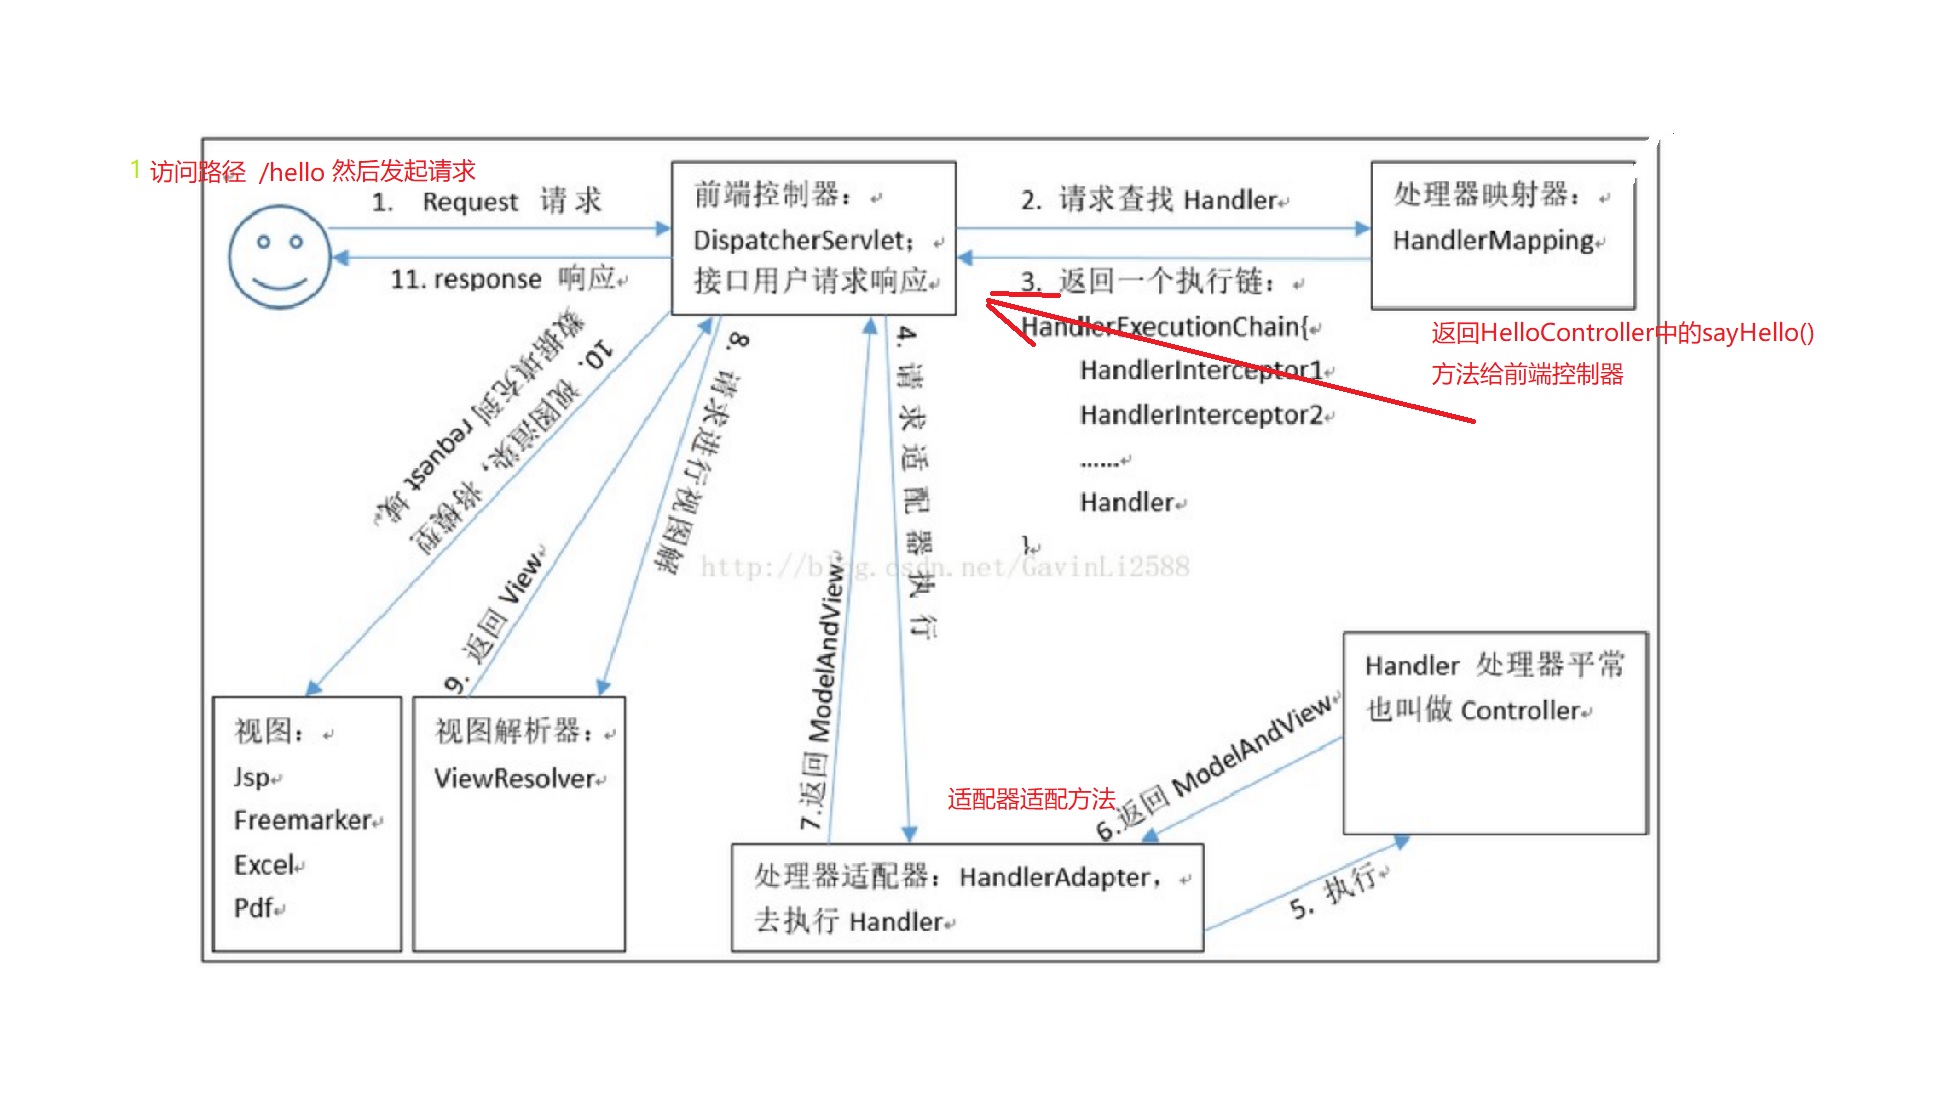 1 访问路径 /hello 然后发起请求
1. Request 请求
11. response 响应
前端控制器：
DispatcherServlet；
接口用户请求响应
2. 请求查找 Handler
3. 返回一个执行链：
HandlerExecutionChain{
HandlerInterceptor1
HandlerInterceptor2
......
Handler
}
处理器映射器：
HandlerMapping
返回HelloController中的sayHello()
方法给前端控制器
10. 视图渲染，将模型
数据填充到 request 域。
9. 返回 View
8. 请求进行视图解
7.返回 ModelAndView
4. 请求适配器执行
http://blog.csdn.net/GavinLi2588
Handler 处理器平常
也叫做 Controller
6.返回 ModelAndView
5. 执行
适配器适配方法
视图：
Jsp
Freemarker
Excel
Pdf
视图解析器：
ViewResolver
处理器适配器：HandlerAdapter，
去执行 Handler